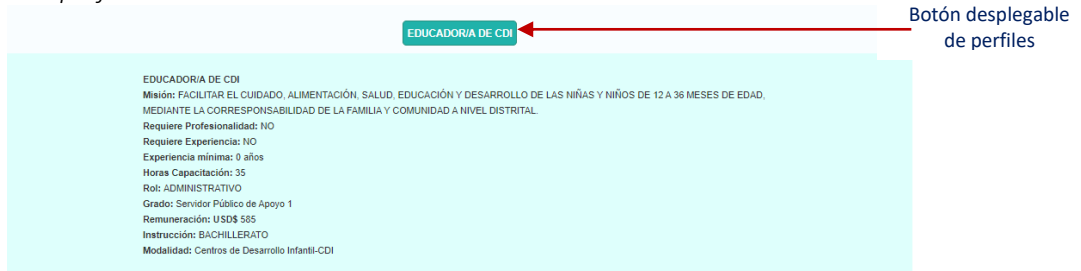 Botón desplegable
de perfiles
EDUCADOR/A DE CDI
EDUCADOR/A DE CDI
Misión: FACILITAR EL CUIDADO, ALIMENTACIÓN, SALUD, EDUCACIÓN Y DESARROLLO DE LAS NIÑAS Y NIÑOS DE 12 A 36 MESES DE EDAD,
MEDIANTE LA CORRESPONSABILIDAD DE LA FAMILIA Y COMUNIDAD A NIVEL DISTRITAL.
Requiere Profesionalidad: NO
Requiere Experiencia: NO
Experiencia mínima: 0 años
Horas Capacitación: 35
Rol: ADMINISTRATIVO
Grado: Servidor Público de Apoyo 1
Remuneración: USD$ 585
Instrucción: BACHILLERATO
Modalidad: Centros de Desarrollo Infantil-CDI